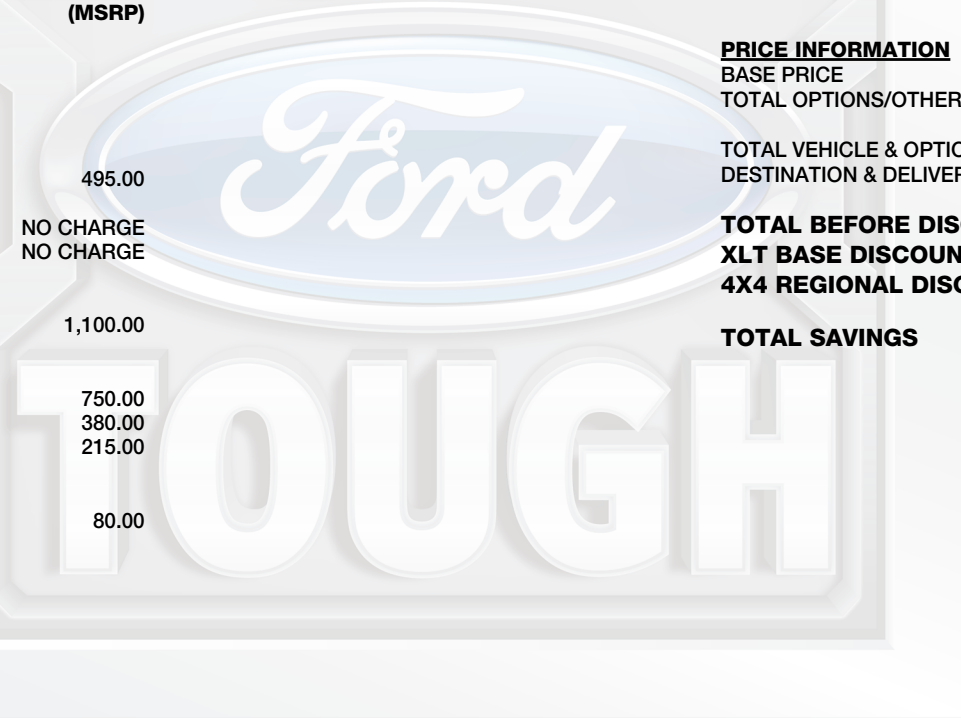 (MSRP)
495.00
NO CHARGE
NO CHARGE
1,100.00
750.00
380.00
215.00
80.00
PRICE INFORMATION
BASE PRICE
TOTAL OPTIONS/OTHER
TOTAL VEHICLE & OPTIO
DESTINATION & DELIVER
TOTAL BEFORE DISC
XLT BASE DISCOUN
4X4 REGIONAL DISC
TOTAL SAVINGS
Ford
TOUGH